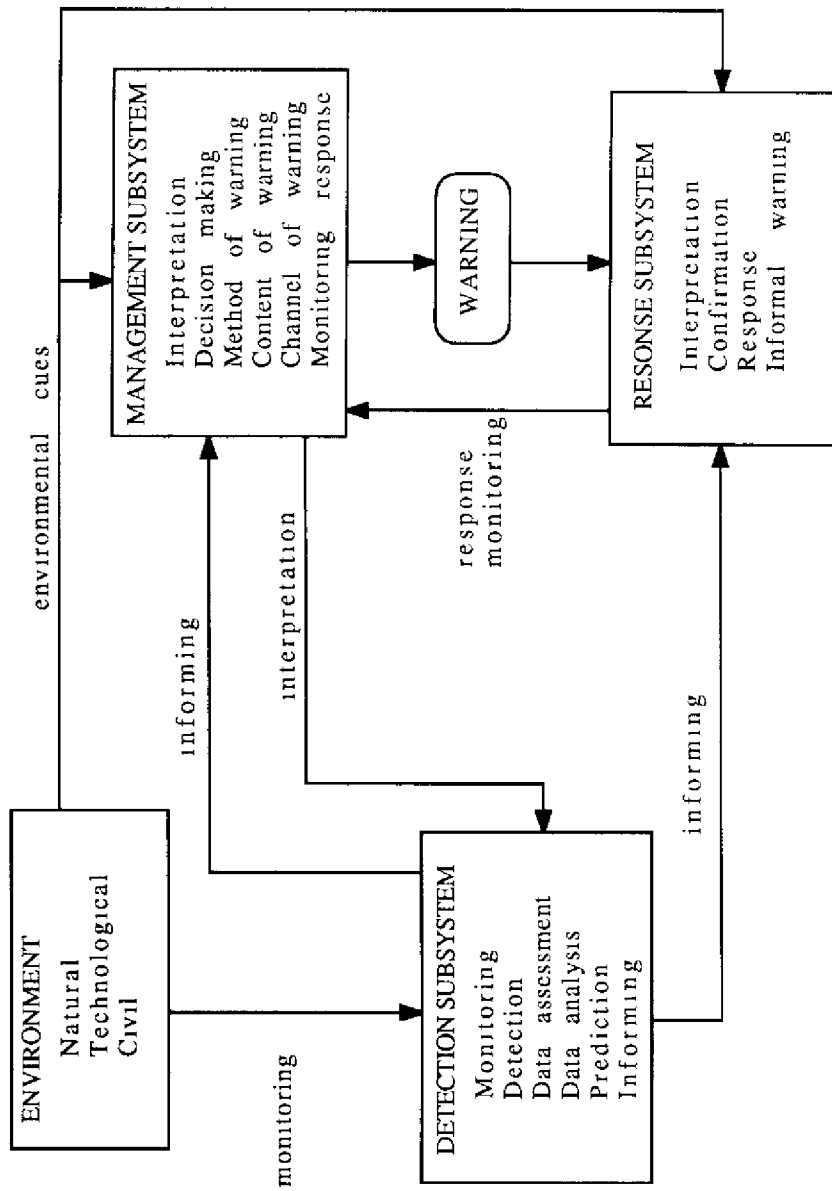 ENVIRONMENT
Natural
Technological
Civil
environmental cues
MANAGEMENT SUBSYSTEM
Interpretation
Decision making
Method of warning
Content of warning
Channel of warning
Monitoring response
monitoring
informing
interpretation
WARNING
response
monitoring
DETECTION SUBSYSTEM
Monitoring
Detection
Data assessment
Data analysis
Prediction
Informing
informing
RESONSE SUBSYSTEM
Interpretation
Confirmation
Response
Informal warning